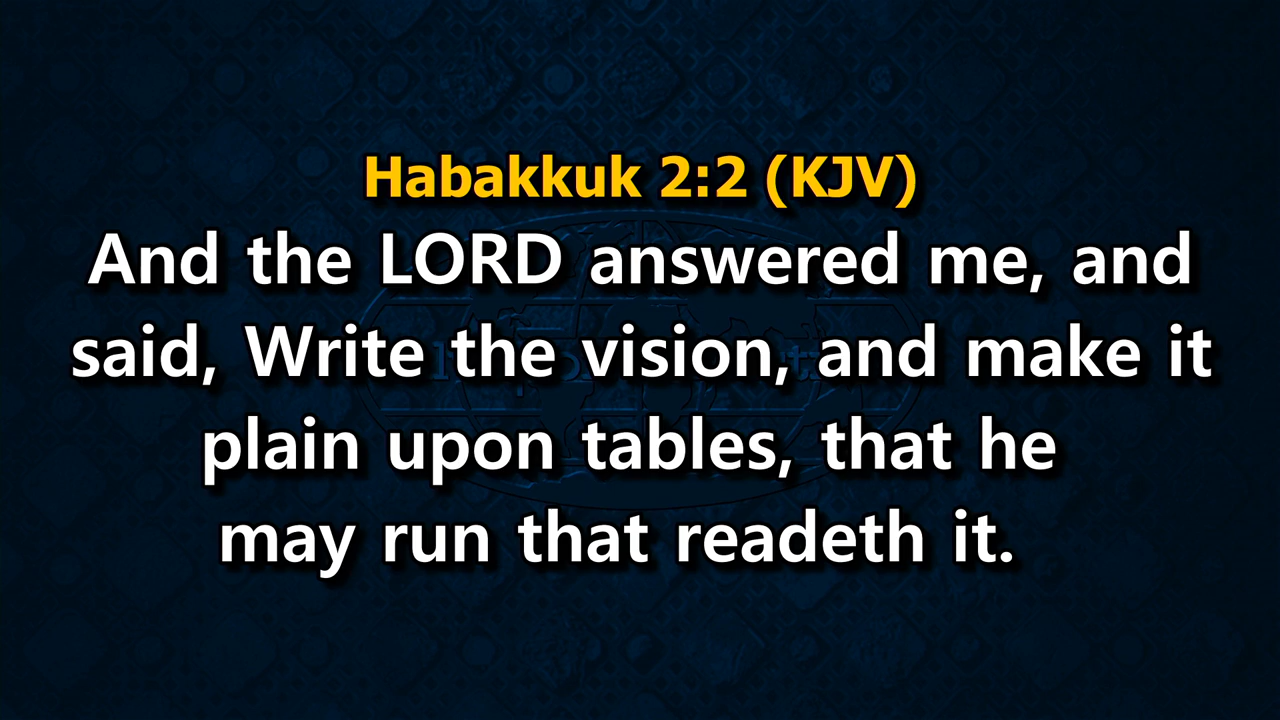 Habakkuk 2:2 (KJV)
And the LORD answered me, and
said, Write the vision, and make it
plain upon tables, that he
may run that readeth it.